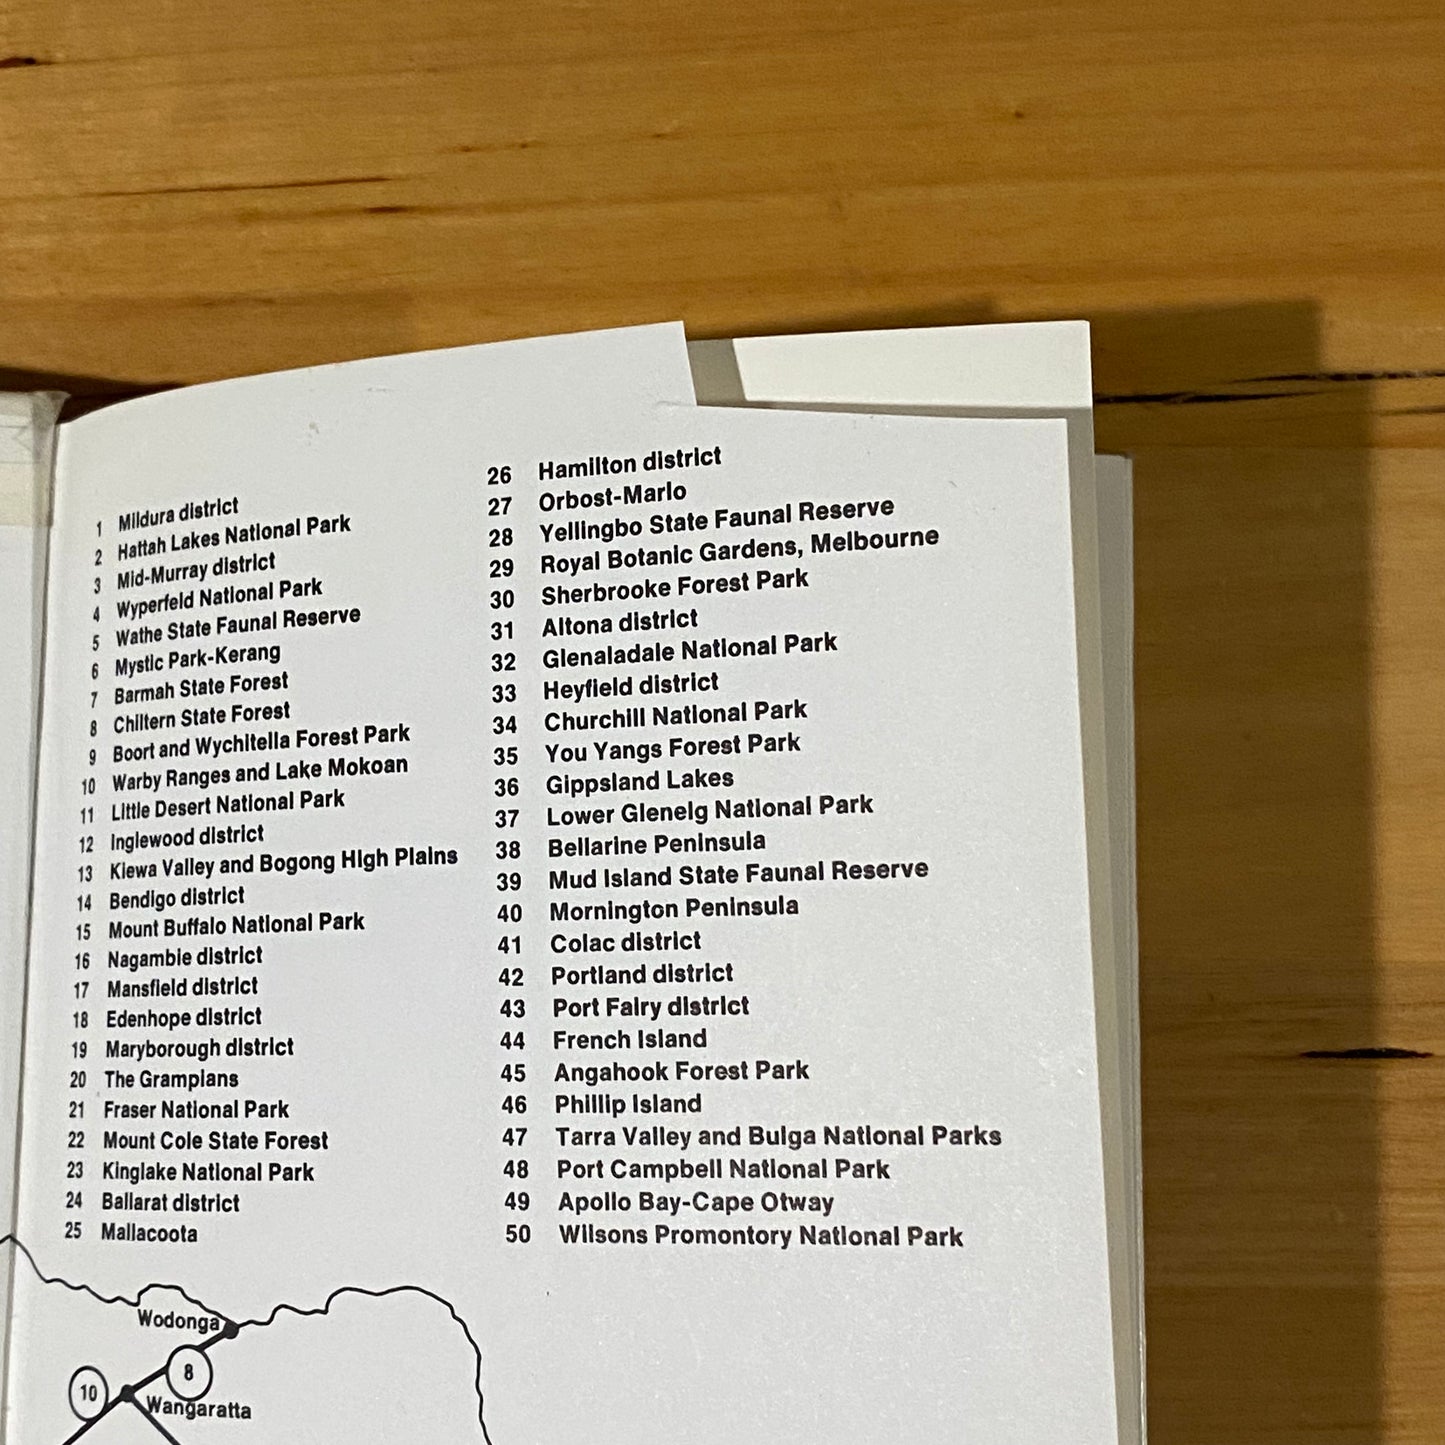 1 Mildura district
2 Hattah Lakes National Park
3 Mid-Murray district
4 Wyperfeld National Park
5 Wathe State Faunal Reserve
6 Mystic Park-Kerang
7 Barmah State Forest
8 Chiltern State Forest
9 Boort and Wychitella Forest Park
10 Warby Ranges and Lake Mokoan
11 Little Desert National Park
12 Inglewood district
13 Kiewa Valley and Bogong High Plains
14 Bendigo district
15 Mount Buffalo National Park
16 Nagambie district
17 Mansfield district
18 Edenhope district
19 Maryborough district
20 The Grampians
21 Fraser National Park
22 Mount Cole State Forest
23 Kinglake National Park
24 Ballarat district
25 Mallacoota
26 Hamilton district
27 Orbost-Marlo
28 Yellingbo State Faunal Reserve
29 Royal Botanic Gardens, Melbourne
30 Sherbrooke Forest Park
31 Altona district
32 Glenaladale National Park
33 Heyfield district
34 Churchill National Park
35 You Yangs Forest Park
36 Gippsland Lakes
37 Lower Glenelg National Park
38 Bellarine Peninsula
39 Mud Island State Faunal Reserve
40 Mornington Peninsula
41 Colac district
42 Portland district
43 Port Fairy district
44 French Island
45 Angahook Forest Park
46 Phillip Island
47 Tarra Valley and Bulga National Parks
48 Port Campbell National Park
49 Apollo Bay-Cape Otway
50 Wilsons Promontory National Park
Wodonga
8
10
Wangaratta